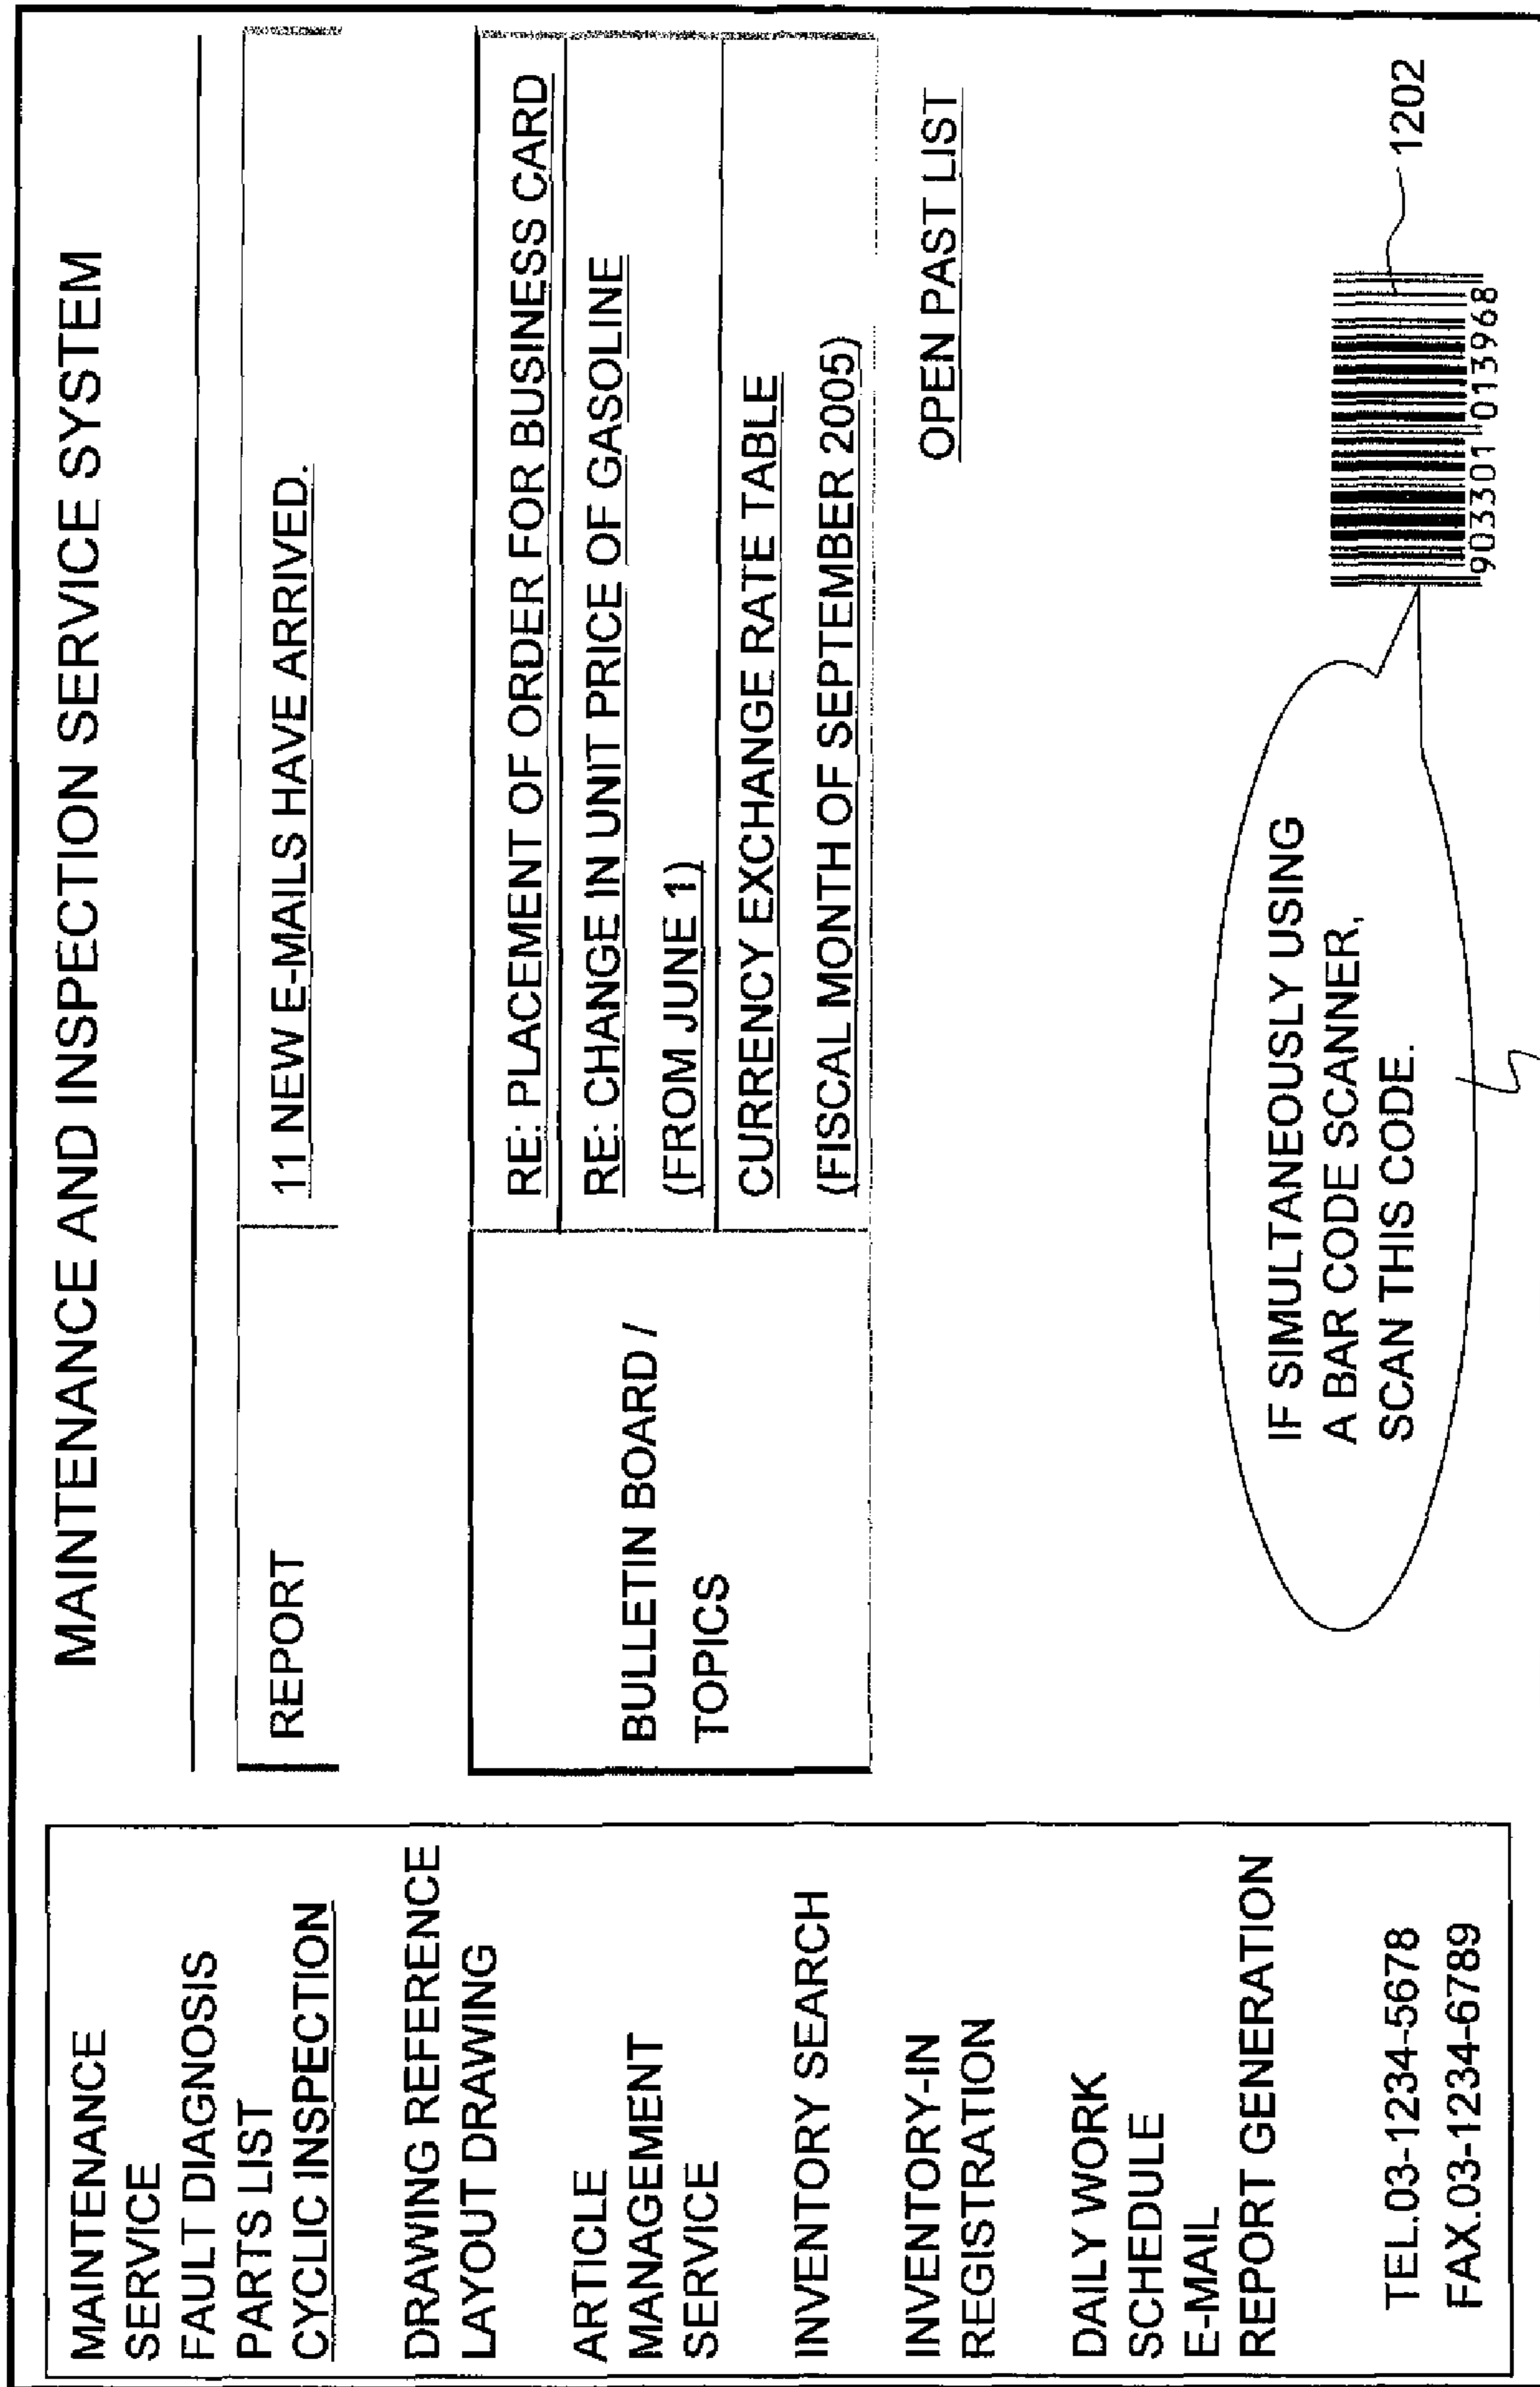 MAINTENANCE AND INSPECTION SERVICE SYSTEM
MAINTENANCE
SERVICE
FAULT DIAGNOSIS
PARTS LIST
CYCLIC INSPECTION
DRAWING REFERENCE
LAYOUT DRAWING
ARTICLE
MANAGEMENT
SERVICE
INVENTORY SEARCH
INVENTORY-IN
REGISTRATION
DAILY WORK
SCHEDULE
E-MAIL
REPORT GENERATION
TEL.03-1234-5678
FAX.03-1234-6789
REPORT
11 NEW E-MAILS HAVE ARRIVED.
BULLETIN BOARD /
TOPICS
RE: PLACEMENT OF ORDER FOR BUSINESS CARD
RE: CHANGE IN UNIT PRICE OF GASOLINE
(FROM JUNE 1)
CURRENCY EXCHANGE RATE TABLE
(FISCAL MONTH OF SEPTEMBER 2005)
OPEN PAST LIST
IF SIMULTANEOUSLY USING
A BAR CODE SCANNER,
SCAN THIS CODE.
903301 013968
1202